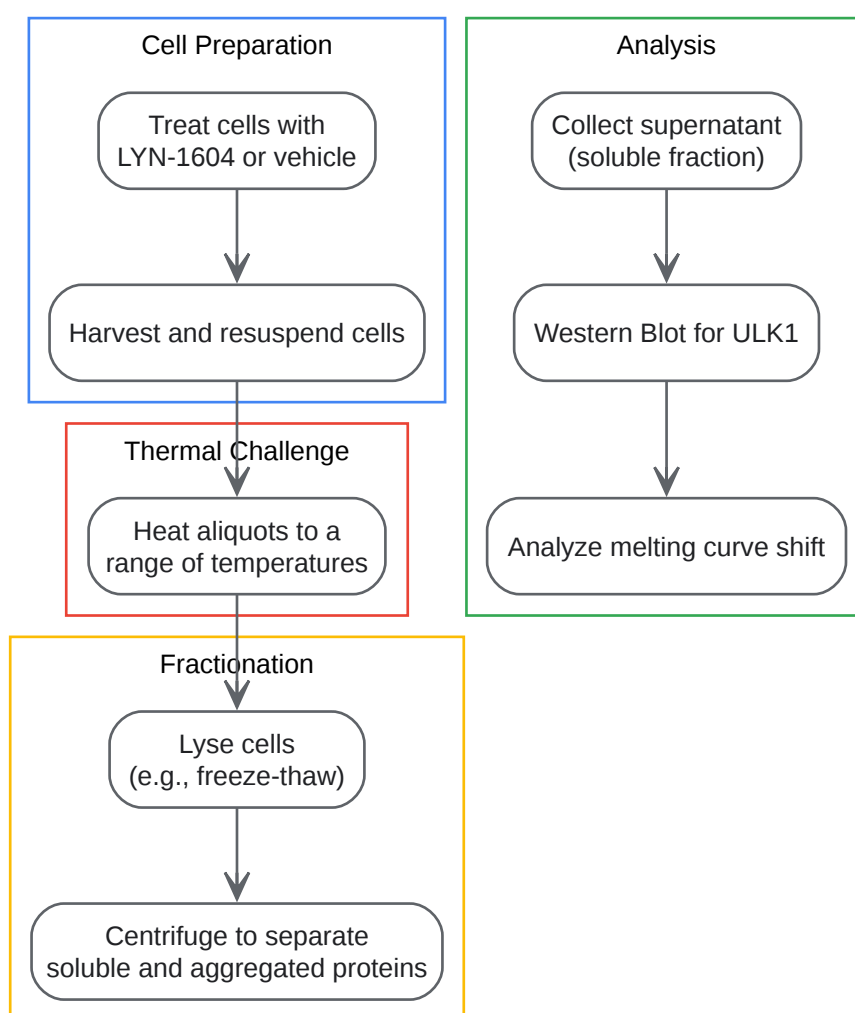 Cell Preparation
Treat cells with
LYN-1604 or vehicle
Harvest and resuspend cells
Thermal Challenge
Heat aliquots to a
range of temperatures
Fractionation
Lyse cells
(e.g., freeze-thaw)
Centrifuge to separate
soluble and aggregated proteins
Analysis
Collect supernatant
(soluble fraction)
Western Blot for ULK1
Analyze melting curve shift